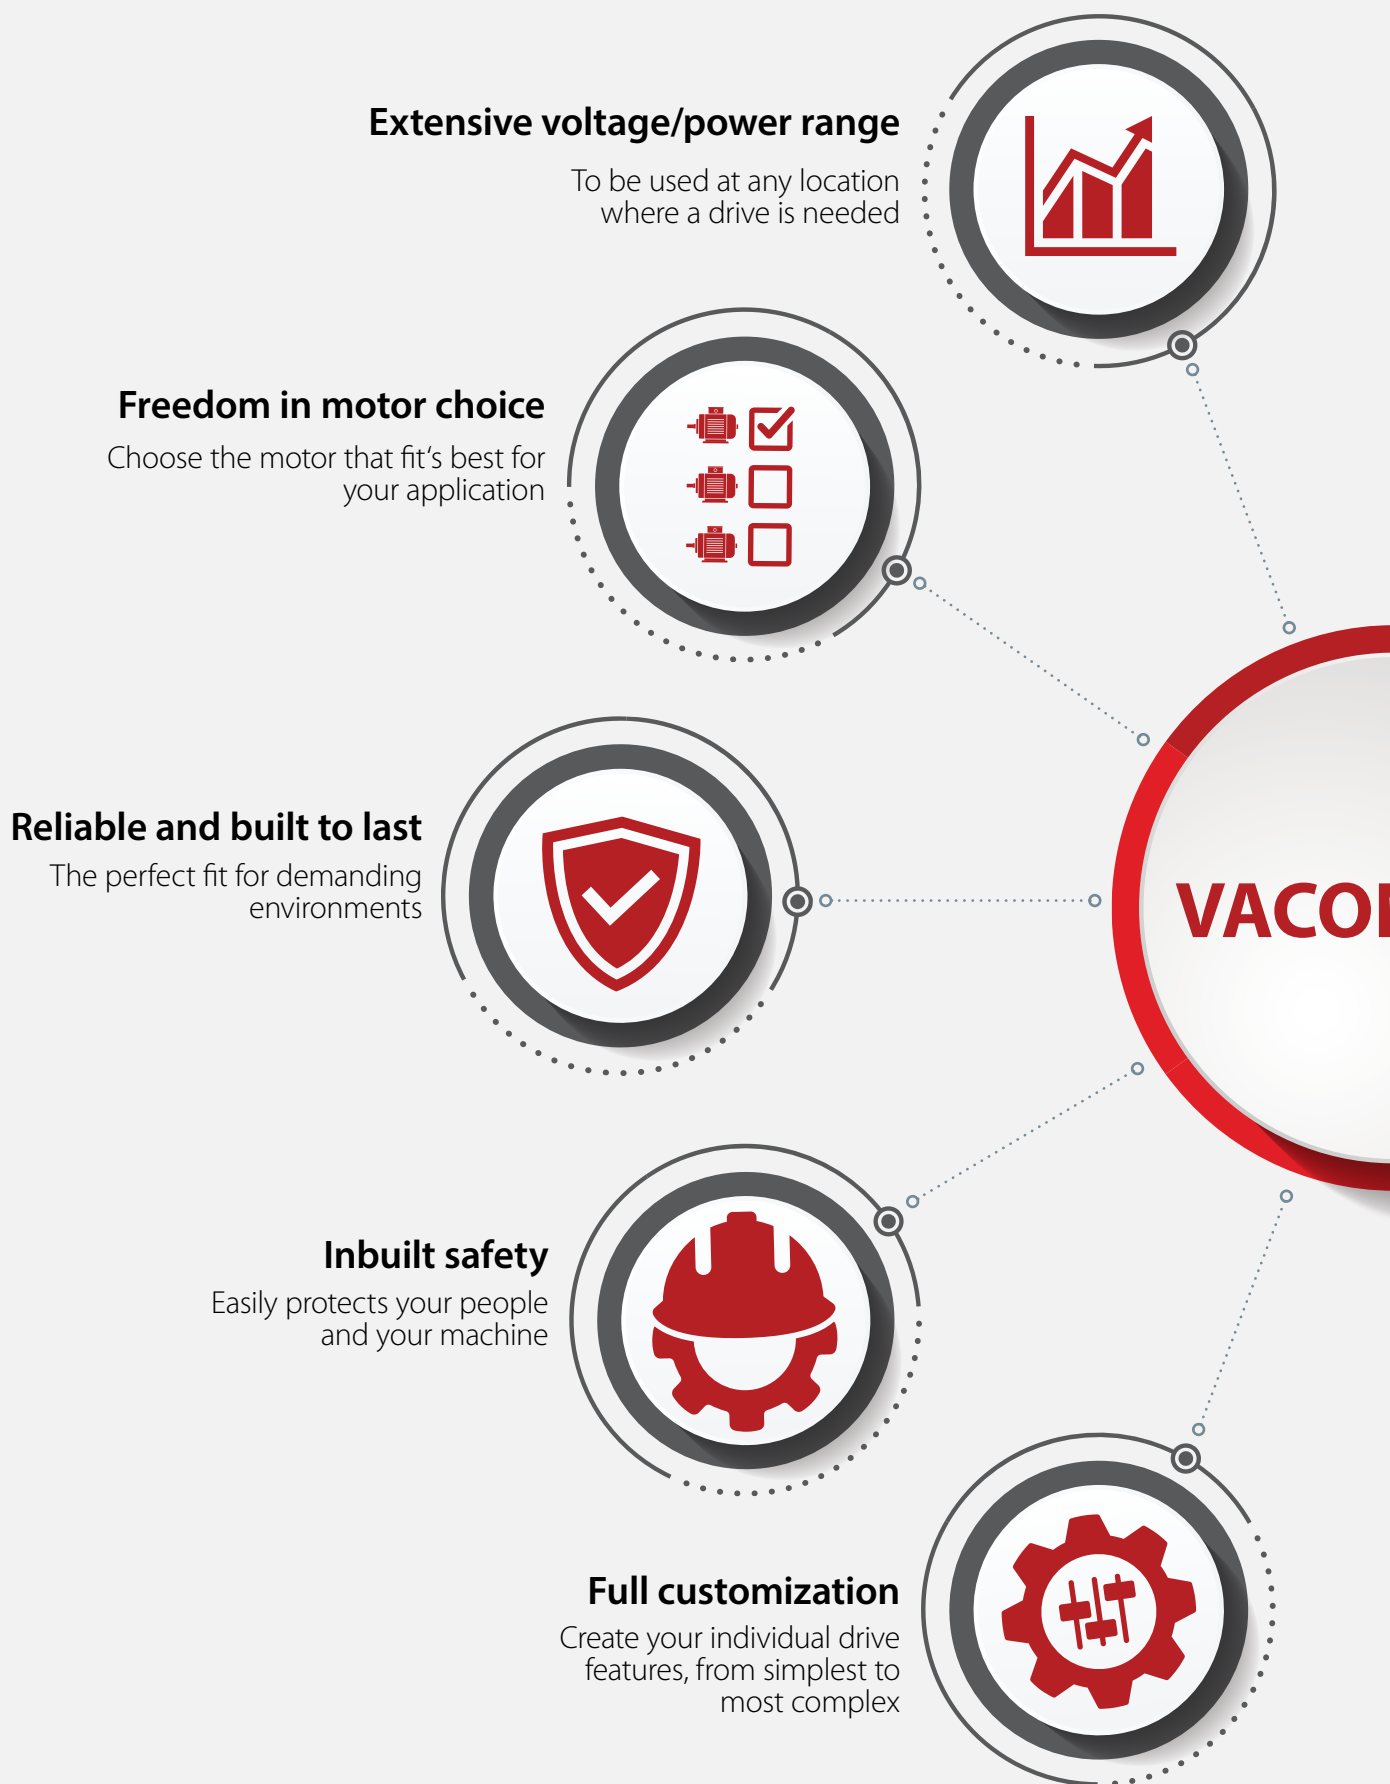 Extensive voltage/power range
To be used at any location
where a drive is needed
Freedom in motor choice
Choose the motor that fit‘s best for
your application
Reliable and built to last
The perfect fit for demanding
environments
VACO
Inbuilt safety
Easily protects your people
and your machine
Full customization
Create your individual drive
features, from simplest to
most complex